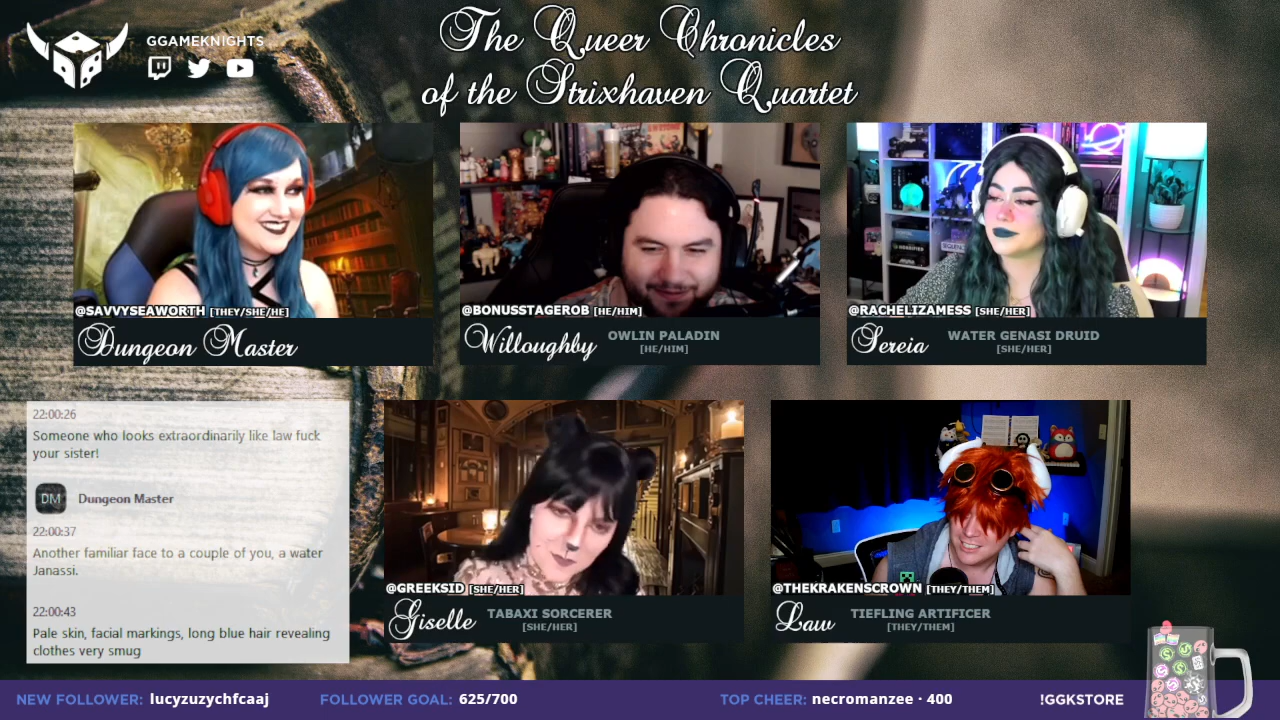 GGAMEKNIGHTS
The Queer Chronicles
of the Strixhaven Quartet
@SAVVYSEAWORTH [THEY/SHE/HE]
Dungeon Master
@BONUSSTAGEROB [HE/HIM]
Willoughby
OWLIN PALADIN
[HE/HIM]
@RACHELIZAMESS [SHE/HER]
Sereia
WATER GENASI DRUID
[SHE/HER]
22:00:26
Someone who looks extraordinarily like law fuck
your sister!
DM
Dungeon Master
22:00:37
Another familiar face to a couple of you, a water
Janassi.
22:00:43
Pale skin, facial markings, long blue hair revealing
clothes very smug
@GREEKSID [SHE/HER]
Giselle
TABAXI SORCERER
[SHE/HER]
@THEKRAKENSCROWN [THEY/THEM]
Law
TIEFLING ARTIFICER
[THEY/THEM]
NEW FOLLOWER: lucyzuzychfcaaj
FOLLOWER GOAL: 625/700
TOP CHEER: necromanzee · 400
!GGKSTORE